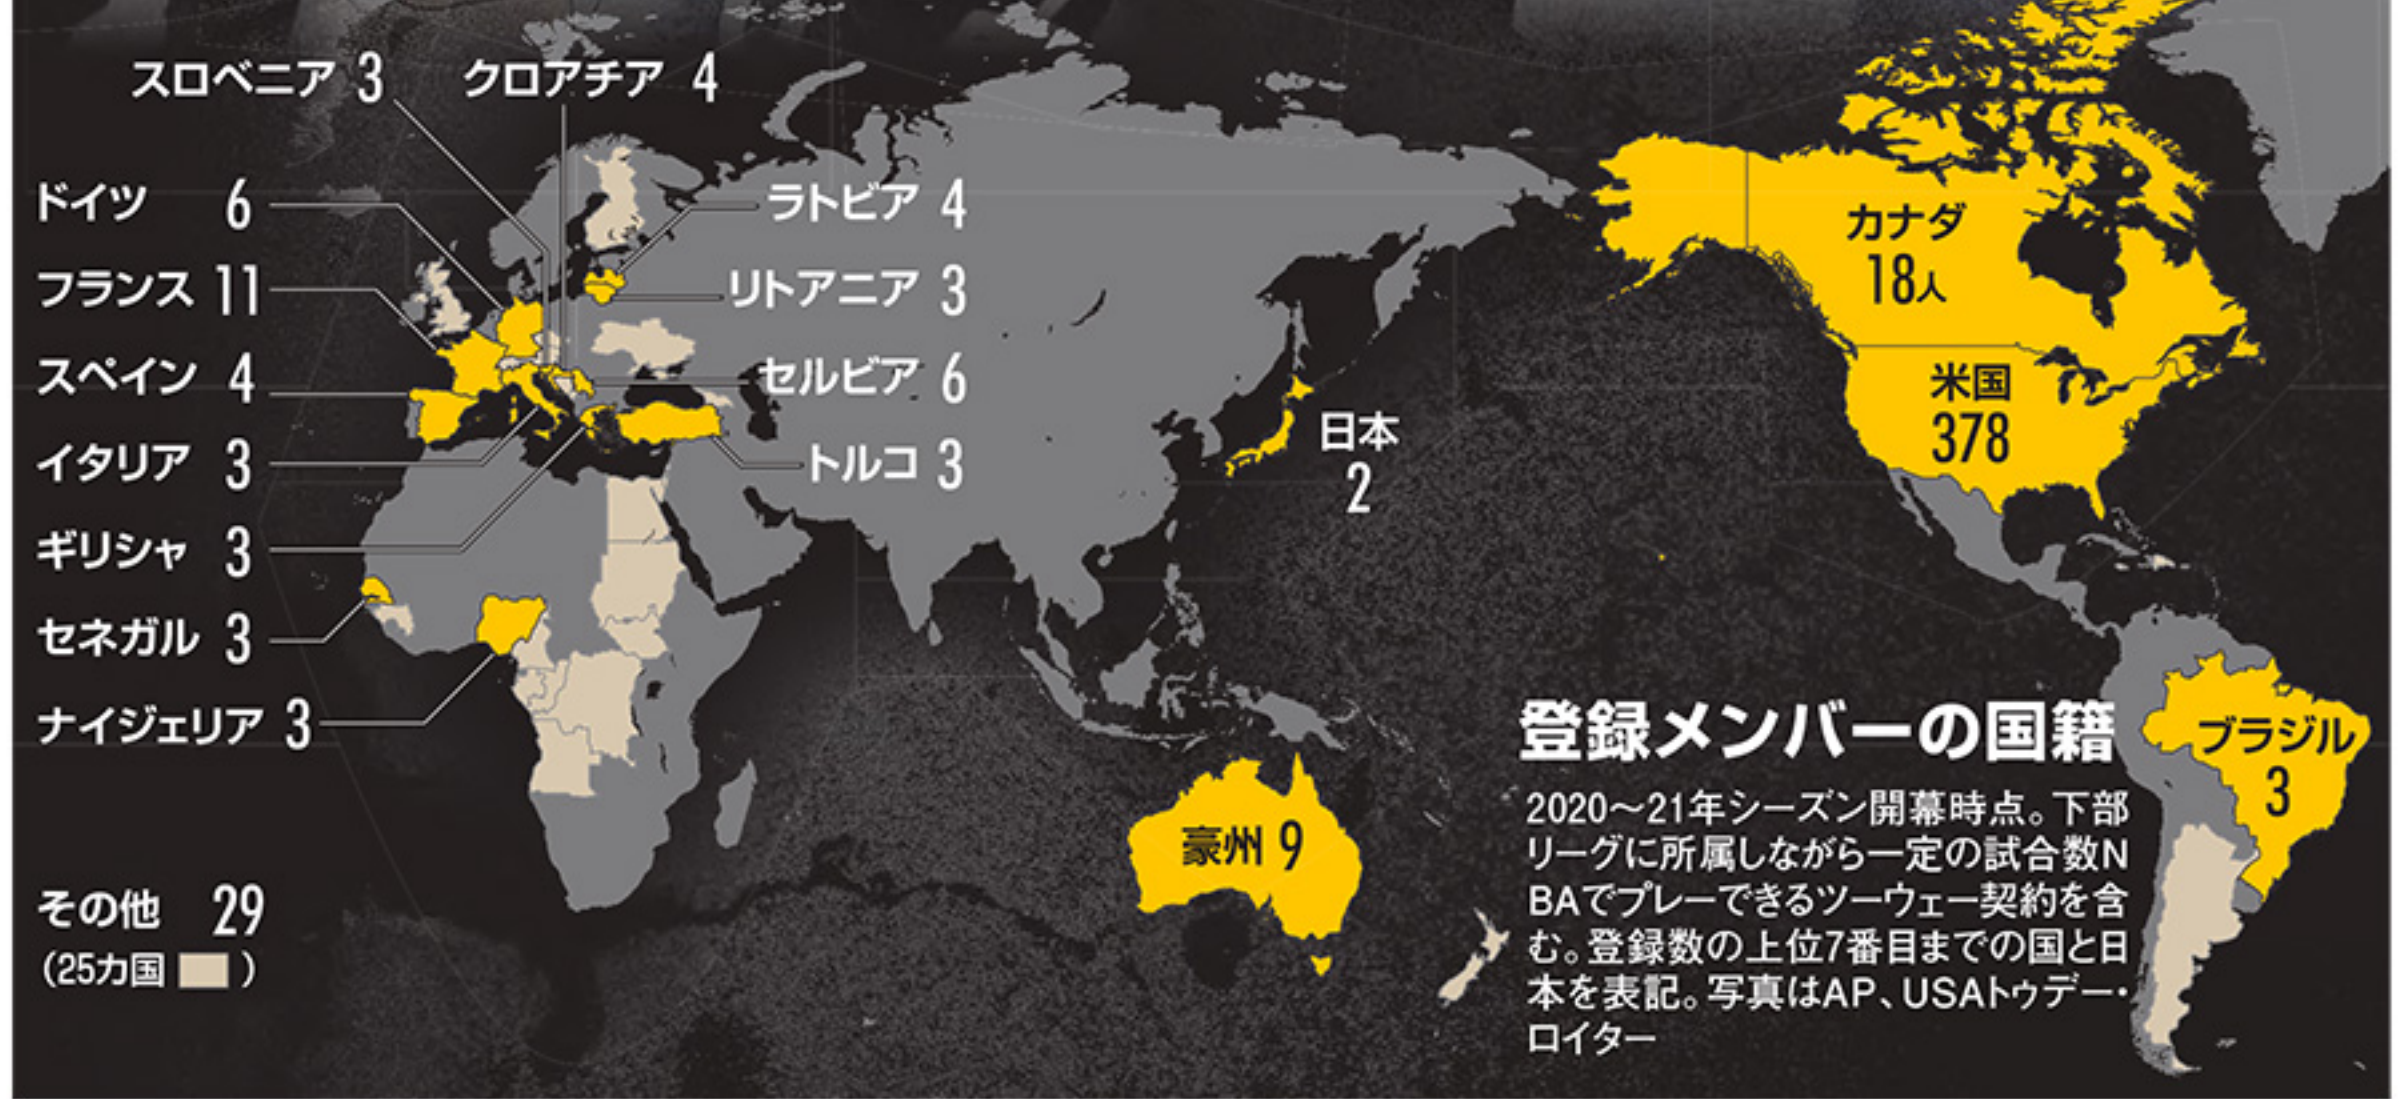 スロベニア 3
クロアチア 4
ドイツ 6
フランス 11
スペイン 4
イタリア 3
ギリシャ 3
セネガル 3
ナイジェリア 3
その他 29
(25カ国 )
ラトビア 4
リトアニア 3
セルビア 6
トルコ 3
日本
2
豪州 9
カナダ
18人
米国
378
ブラジル
3
登録メンバーの国籍
2020〜21年シーズン開幕時点。下部
リーグに所属しながら一定の試合数N
BAでプレーできるツーウェー契約を含
む。登録数の上位7番目までの国と日
本を表記。写真はAP、USAトゥデー・
ロイター